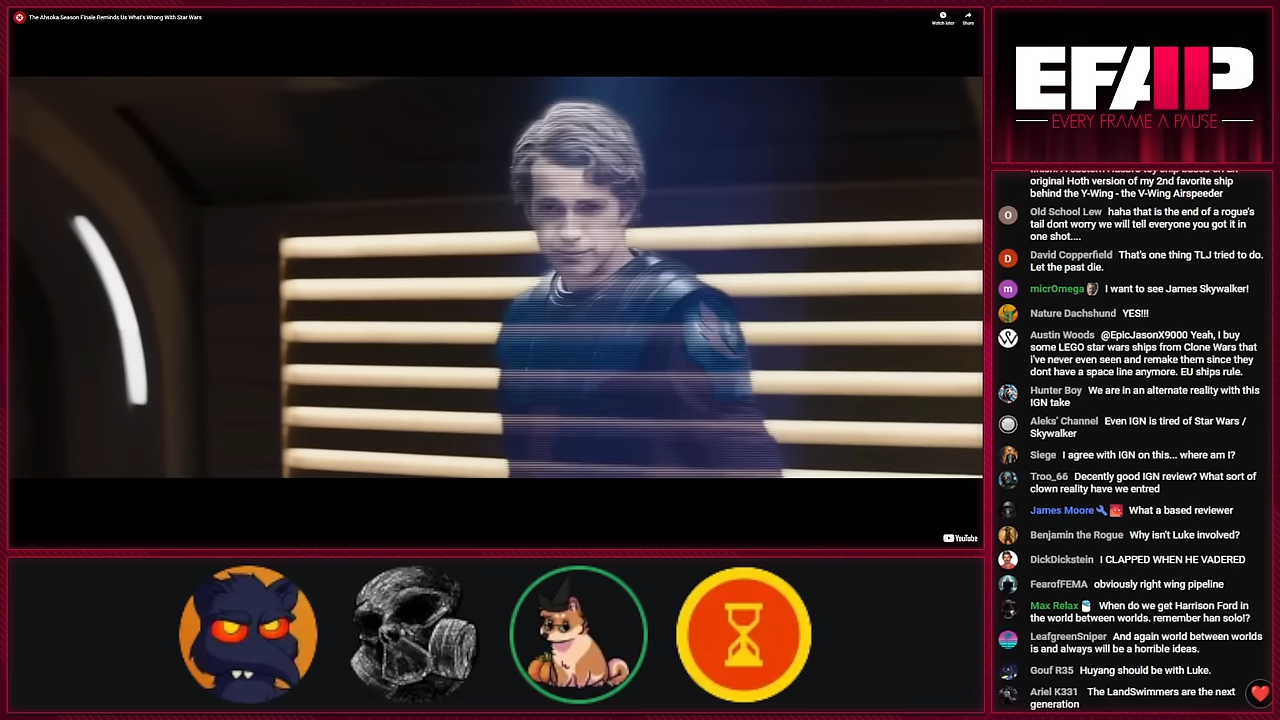 The Ahsoka Season Finale Reminds Us What's Wrong With Star Wars
Watch later
Share
YouTube
EFAP
EVERY FRAME A PAUSE
original Hoth version of my 2nd favorite ship
behind the Y-Wing - the V-Wing Airspeeder
Old School Lew haha that is the end of a rogue's
tail dont worry we will tell everyone you got it in
one shot....
David Copperfield That's one thing TLJ tried to do.
Let the past die.
micrOmega I want to see James Skywalker!
Nature Dachshund YES!!!
Austin Woods @EpicJasonX9000 Yeah, I buy
some LEGO star wars ships from Clone Wars that
i've never even seen and remake them since they
dont have a space line anymore. EU ships rule.
Hunter Boy We are in an alternate reality with this
IGN take
Aleks' Channel Even IGN is tired of Star Wars /
Skywalker
Siege I agree with IGN on this... where am I?
Troo_66 Decently good IGN review? What sort of
clown reality have we entred
James Moore What a based reviewer
Benjamin the Rogue Why isn't Luke involved?
DickDickstein I CLAPPED WHEN HE VADERED
FearofFEMA obviously right wing pipeline
Max Relax When do we get Harrison Ford in
the world between worlds. remember han solo!?
LeafgreenSniper And again world between worlds
is and always will be a horrible ideas.
Gouf R35 Huyang should be with Luke.
Ariel K331 The LandSwimmers are the next
generation